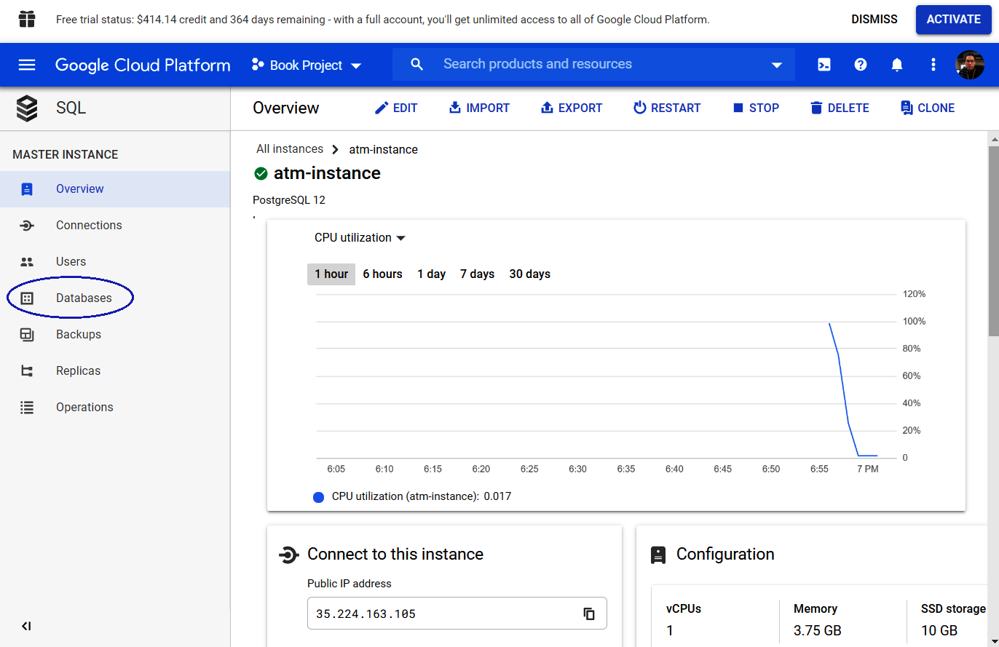 Free trial status: $414.14 credit and 364 days remaining - with a full account, you'll get unlimited access to all of Google Cloud Platform.
DISMISS
ACTIVATE
Google Cloud Platform
Book Project
Search products and resources
SQL
Overview
EDIT
IMPORT
EXPORT
RESTART
STOP
DELETE
CLONE
MASTER INSTANCE
Overview
Connections
Users
Databases
Backups
Replicas
Operations
All instances
atm-instance
atm-instance
PostgreSQL 12
CPU utilization
1 hour
6 hours
1 day
7 days
30 days
120%
100%
80%
60%
40%
20%
0
6:05
6:10
6:15
6:20
6:25
6:30
6:35
6:40
6:45
6:50
6:55
7 PM
CPU utilization (atm-instance): 0.017
Connect to this instance
Public IP address
35.224.163.105
Configuration
vCPUs
1
Memory
3.75 GB
SSD storage
10 GB